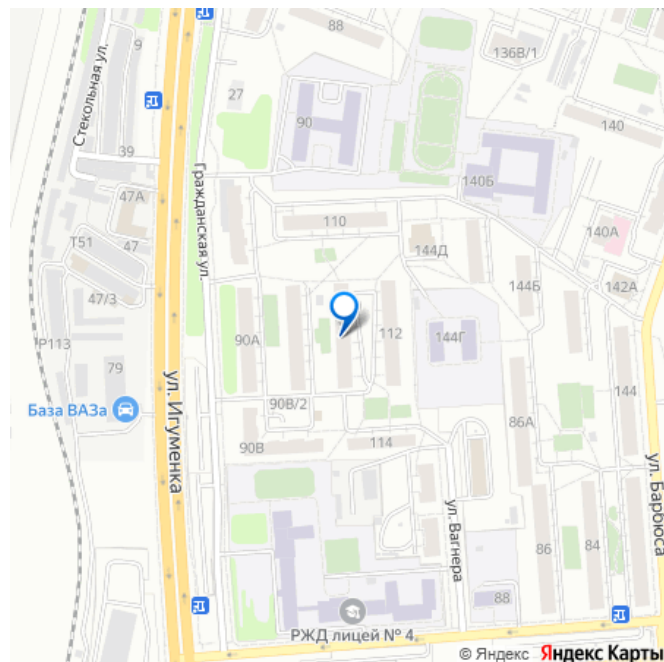 88
9
136В/1
Стекольная ул.
27
90
140
39
Гражданская ул.
140Б
47А
110
140А
Т51
47
144Д
142А
47/3
144Б
Р113
90А
112
144Г
79
ул. Игуменка
144
База ВАЗа
90В/2
86А
90В
114
ул. Барбюса
ул. Вагнера
86
84
88
РЖД лицей № 4
© Яндекс Яндекс Карты